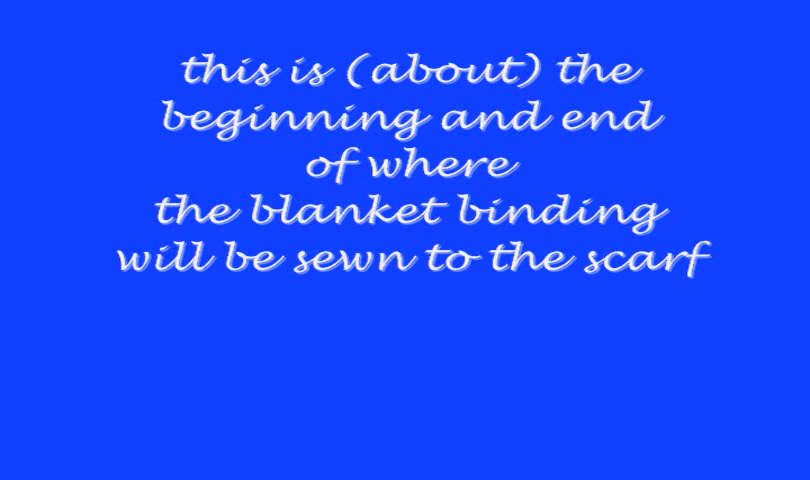 this is (about) the
beginning and end
of where
the blanket binding
will be sewn to the scarf